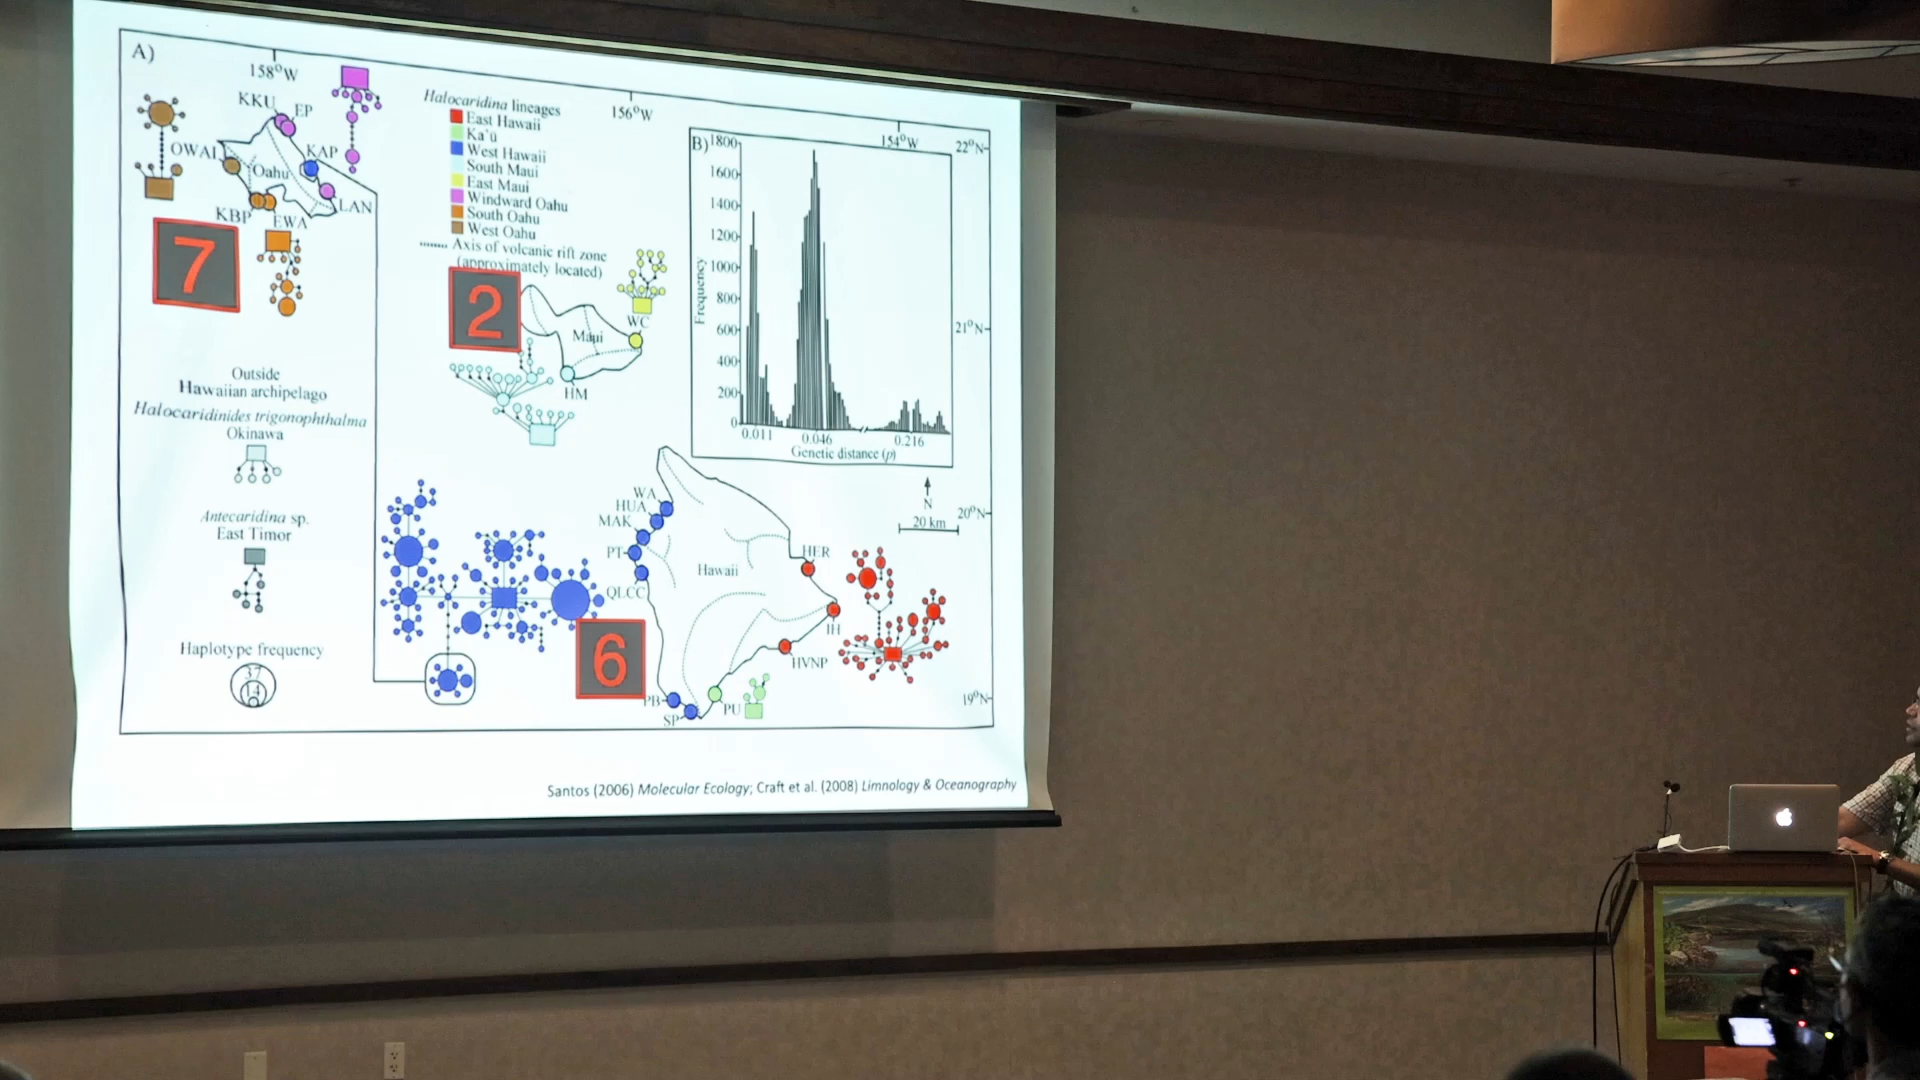 A)
158°W
156°W
154°W
22°N
21°N
20°N
19°N
KKU
EP
OWAI
Oahu
KAP
LAN
KBP
EWA
7
Halocaridina lineages
East Hawaii
Ka'ū
West Hawaii
South Maui
East Maui
Windward Oahu
South Oahu
West Oahu
Axis of volcanic rift zone
(approximately located)
2
Maui
WC
HM
B)
1800
1600
1400
1200
1000
800
600
400
200
0
Frequency
0.011
0.046
0.216
Genetic distance (p)
Outside
Hawaiian archipelago
Halocaridinides trigonophthalma
Okinawa
Antecaridina sp.
East Timor
Haplotype frequency
37
14
N
20 km
WA
HUA
MAK
PT
QLCC
Hawaii
HER
IH
HVNP
6
PB
SP
PU
Santos (2006) Molecular Ecology; Craft et al. (2008) Limnology & Oceanography